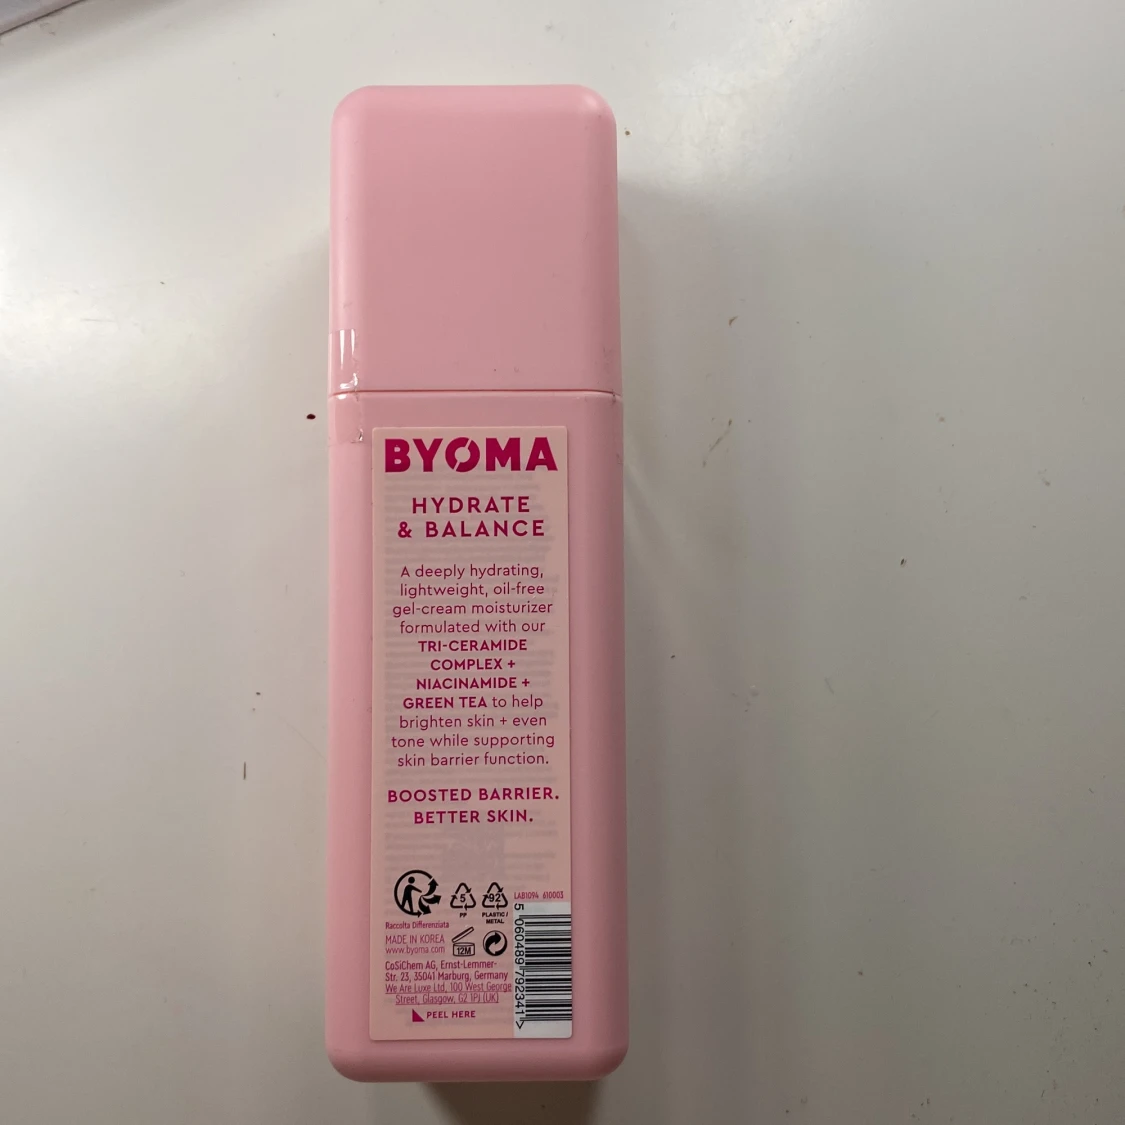 BYOMA
HYDRATE
& BALANCE
A deeply hydrating,
lightweight, oil-free
gel-cream moisturizer
formulated with our
TRI-CERAMIDE
COMPLEX +
NIACINAMIDE +
GREEN TEA to help
brighten skin + even
tone while supporting
skin barrier function.
BOOSTED BARRIER.
BETTER SKIN.
5
PP
92
PLASTIC/
METAL
LAB1094 610003
Raccolta Differenziata
MADE IN KOREA
www.byoma.com
12M
CoSiChem AG, Ernst-Lemmer-
Str. 23, 35041 Marburg, Germany
We Are Luxe Ltd, 100 West George
Street, Glasgow, G2 1PJ (UK)
PEEL HERE
5 060489 792341 >